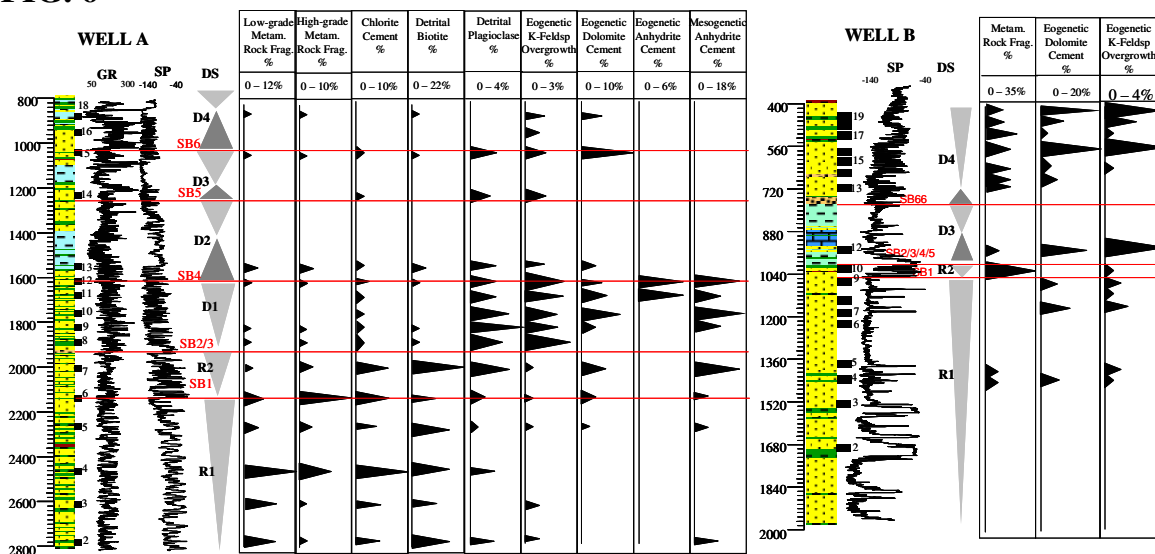 WELL A
GR
SP
DS
50
300
-140
-40
Low-grade
Metam.
Rock Frag.
%
0 – 12%
High-grade
Metam.
Rock Frag.
%
0 – 10%
Chlorite
Cement
%
0 – 10%
Detrital
Biotite
%
0 – 22%
Detrital
Plagioclase
%
0 – 4%
Eogenetic
K-Feldsp
Overgrowth
%
0 – 3%
Eogenetic
Dolomite
Cement
%
0 – 10%
Eogenetic
Anhydrite
Cement
%
0 – 6%
Mesogenetic
Anhydrite
Cement
%
0 – 18%
800
1000
1200
1400
1600
1800
2000
2200
2400
2600
2800
18
16
15
14
13
12
11
10
9
8
7
6
5
4
3
2
D4
SB6
D3
SB5
D2
SB4
D1
SB2/3
R2
SB1
R1
WELL B
SP
DS
-140
-40
Metam.
Rock Frag.
%
0 – 35%
Eogenetic
Dolomite
Cement
%
0 – 20%
Eogenetic
K-Feldsp
Overgrowth
%
0 – 4%
400
560
720
880
1040
1200
1360
1520
1680
1840
2000
19
17
15
13
12
10
9
7
6
5
4
3
2
D4
SB66
D3
SB2/3/4/5
R2
SB1
R1